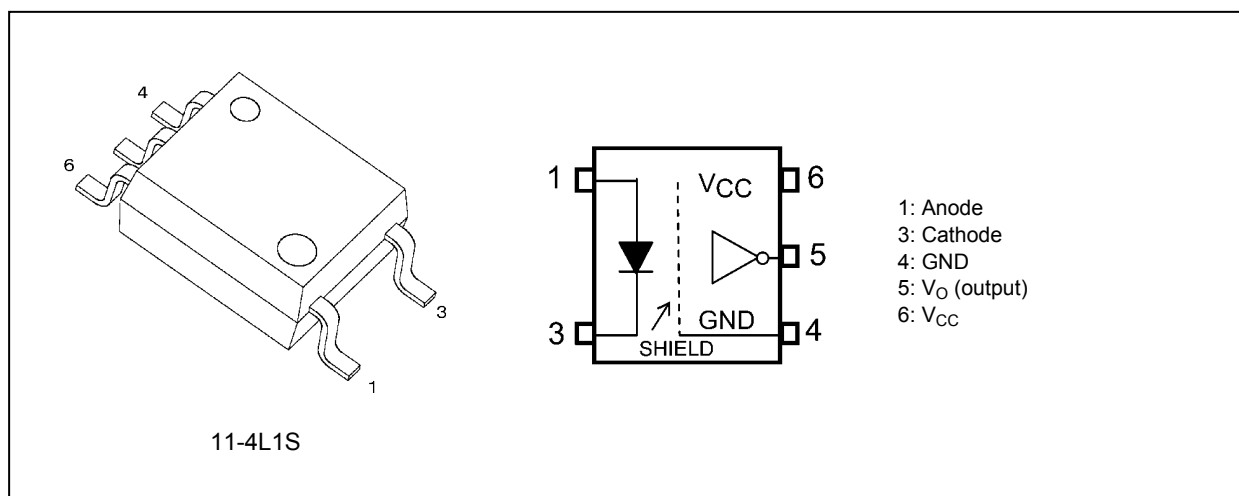 4
6
3
1
11-4L1S
1
VCC
6
5
3
GND
4
SHIELD
1: Anode
3: Cathode
4: GND
5: VO (output)
6: VCC